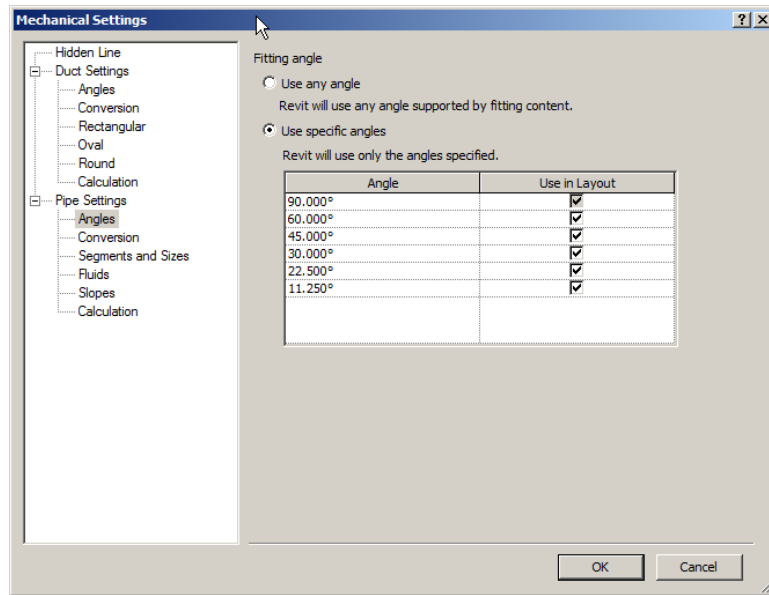 Mechanical Settings
Hidden Line
Duct Settings
Angles
Conversion
Rectangular
Oval
Round
Calculation
Pipe Settings
Angles
Conversion
Segments and Sizes
Fluids
Slopes
Calculation
Fitting angle
Use any angle
Revit will use any angle supported by fitting content.
Use specific angles
Revit will use only the angles specified.
Angle Use in Layout
90.000°
60.000°
45.000°
30.000°
22.500°
11.250°
OK Cancel